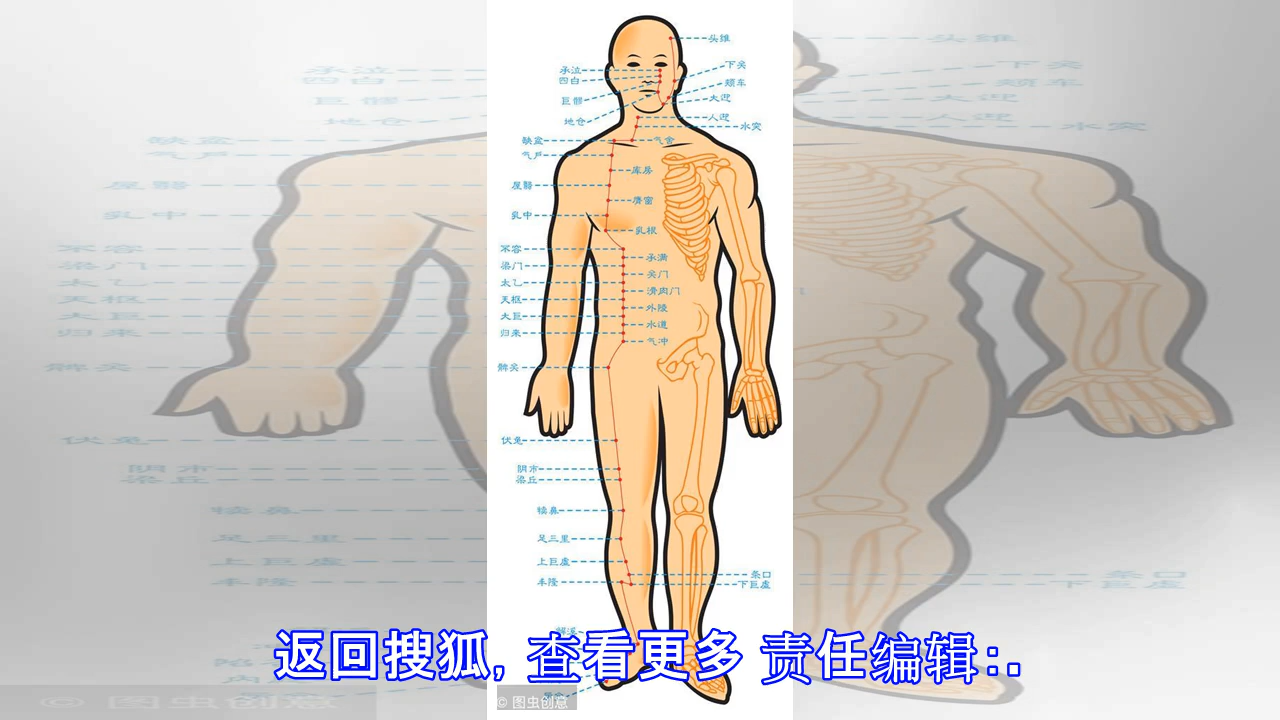 头维
承泣
下关
四白
颊车
巨髎
大迎
地仓
人迎
水突
缺盆
气舍
气户
库房
屋翳
膺窗
乳中
乳根
不容
承满
梁门
关门
太乙
滑肉门
天枢
外陵
大巨
水道
归来
气冲
髀关
伏兔
阴市
梁丘
犊鼻
足三里
上巨虚
条口
丰隆
下巨虚
返回搜狐,查看更多 责任编辑:.
© 图虫创意